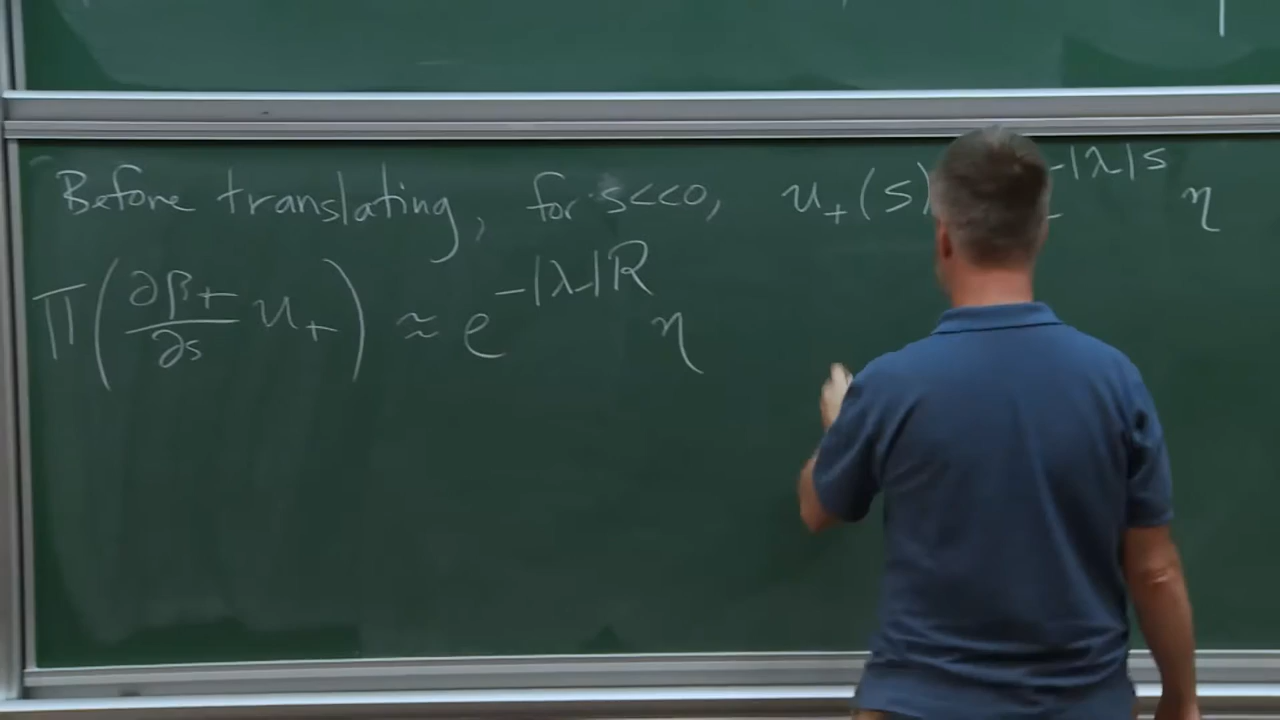 Before translating, for s<<0, u₊(s) -|λ|s η
Π(∂β₊/∂s u₊) ≈ e^{-|λ|R} η